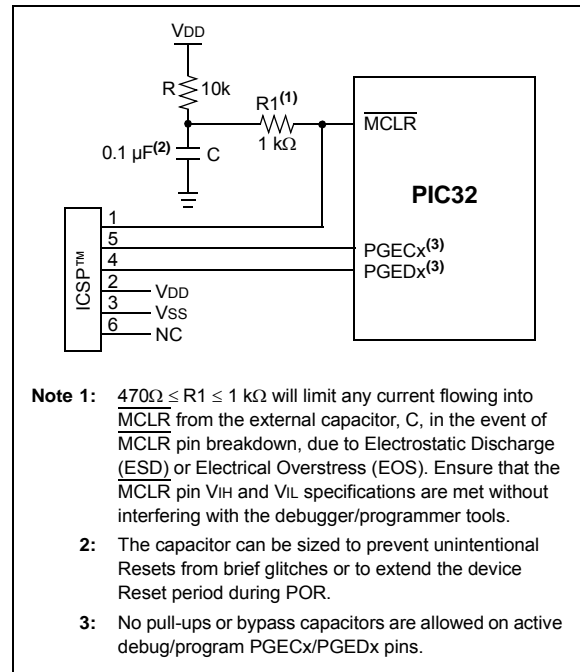 VDD
R 10k
R1(1)
1 kΩ
MCLR
0.1 µF(2) C
PIC32
ICSP™
1
5 PGECx(3)
4 PGEDx(3)
2 VDD
3 VSS
6 NC
Note 1: 470Ω ≤ R1 ≤ 1 kΩ will limit any current flowing into
MCLR from the external capacitor, C, in the event of
MCLR pin breakdown, due to Electrostatic Discharge
(ESD) or Electrical Overstress (EOS). Ensure that the
MCLR pin VIH and VIL specifications are met without
interfering with the debugger/programmer tools.
2: The capacitor can be sized to prevent unintentional
Resets from brief glitches or to extend the device
Reset period during POR.
3: No pull-ups or bypass capacitors are allowed on active
debug/program PGECx/PGEDx pins.